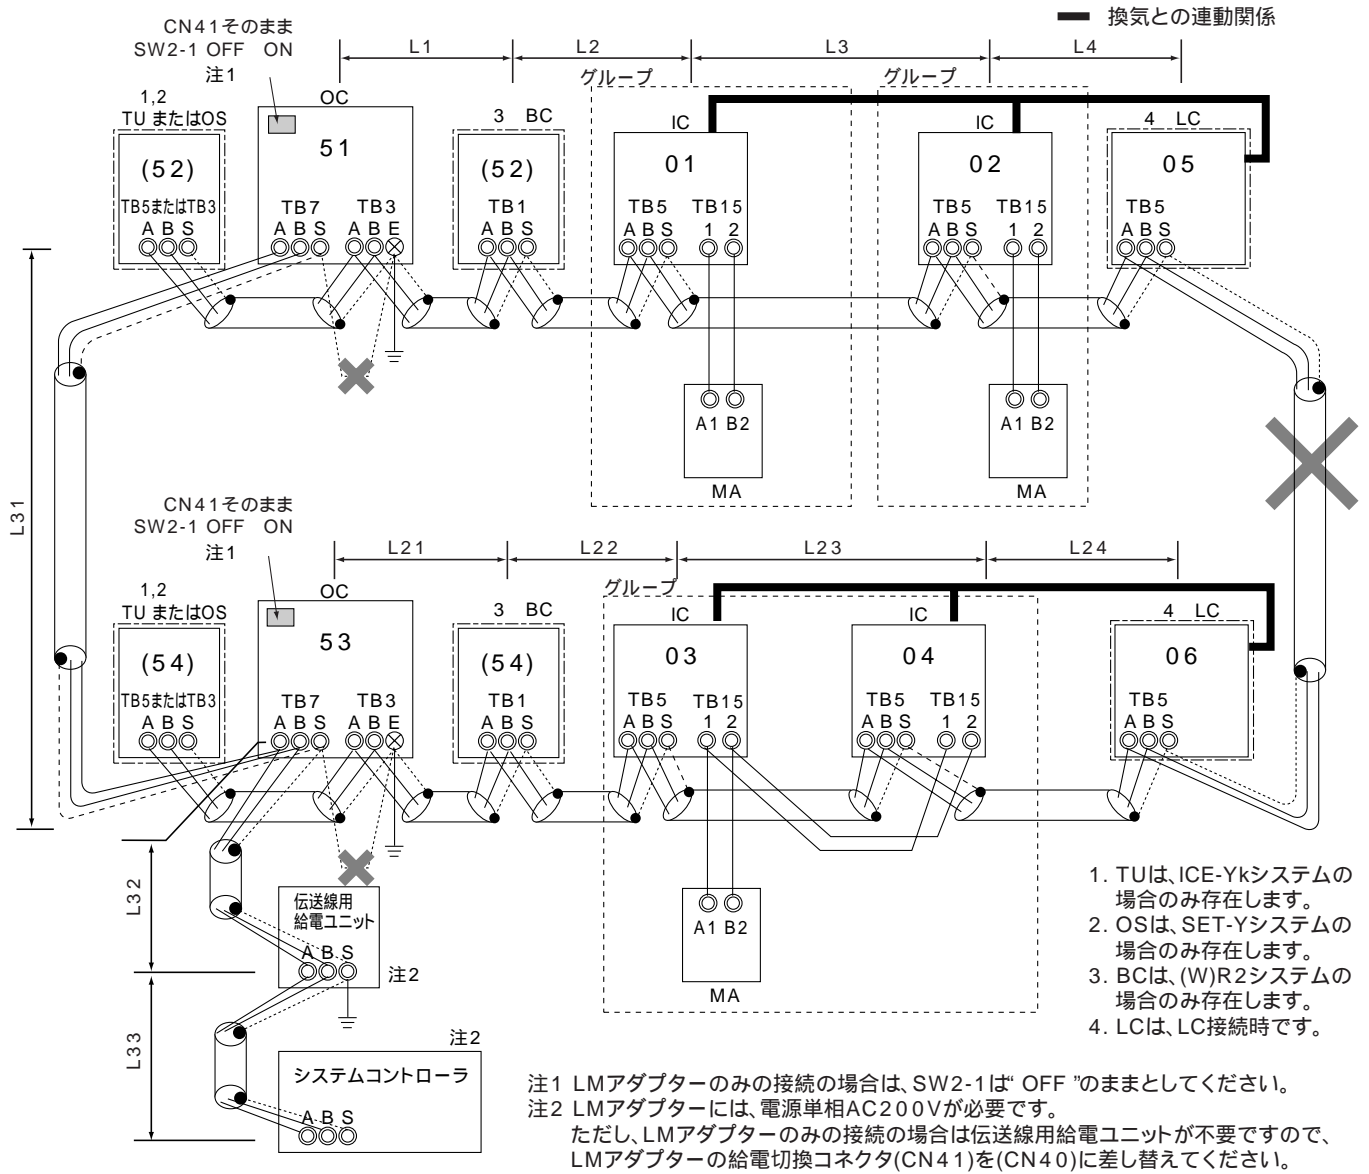 換気との連動関係
CN41そのまま
SW2-1 OFF ON
注1
L1
L2
L3
L4
グループ
グループ
1,2
TU またはOS
OC
3 BC
IC
IC
4 LC
(52)
51
(52)
01
02
05
TB5またはTB3
TB7 TB3
TB1
TB5 TB15
TB5 TB15
TB5
A B S
A B S A B E
A B S
A B S 1 2
A B S 1 2
A B S
A1 B2
A1 B2
MA
MA
L31
CN41そのまま
SW2-1 OFF ON
注1
L21
L22
L23
L24
グループ
1,2
TU またはOS
OC
3 BC
IC
IC
4 LC
(54)
53
(54)
03
04
06
TB5またはTB3
TB7 TB3
TB1
TB5 TB15
TB5 TB15
TB5
A B S
A B S A B E
A B S
A B S 1 2
A B S 1 2
A B S
L32
伝送線用
給電ユニット
A B S
注2
A1 B2
MA
L33
注2
システムコントローラ
A B S
1. TUは、ICE-Ykシステムの
場合のみ存在します。
2. OSは、SET-Yシステムの
場合のみ存在します。
3. BCは、(W)R2システムの
場合のみ存在します。
4. LCは、LC接続時です。
注1 LMアダプターのみの接続の場合は、SW2-1は“ OFF ”のままとしてください。
注2 LMアダプターには、電源単相AC200Vが必要です。
ただし、LMアダプターのみの接続の場合は伝送線用給電ユニットが不要ですので、
LMアダプターの給電切換コネクタ(CN41)を(CN40)に差し替えてください。